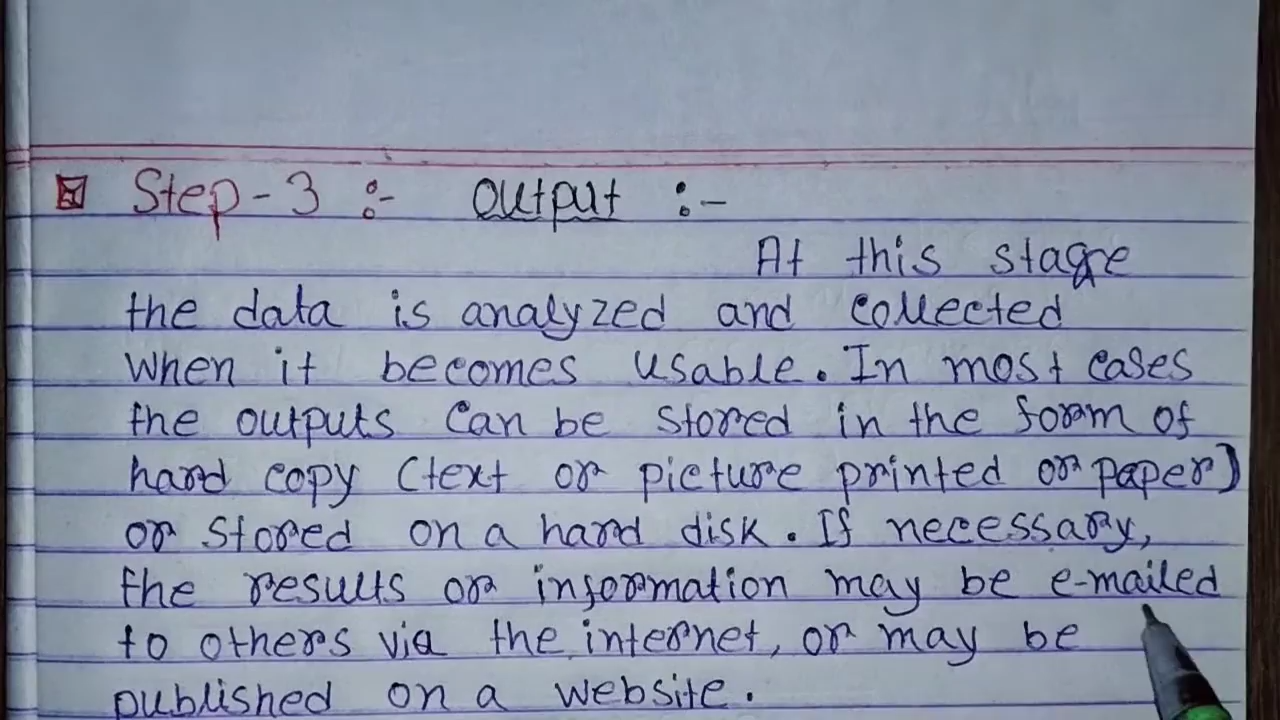 Step-3 :- Output :-
At this stage
the data is analyzed and collected
when it becomes usable. In most cases
the outputs can be stored in the form of
hard copy (text or picture printed or paper)
or stored on a hard disk. If necessary,
the results or information may be e-mailed
to others via the internet, or may be
published on a website.